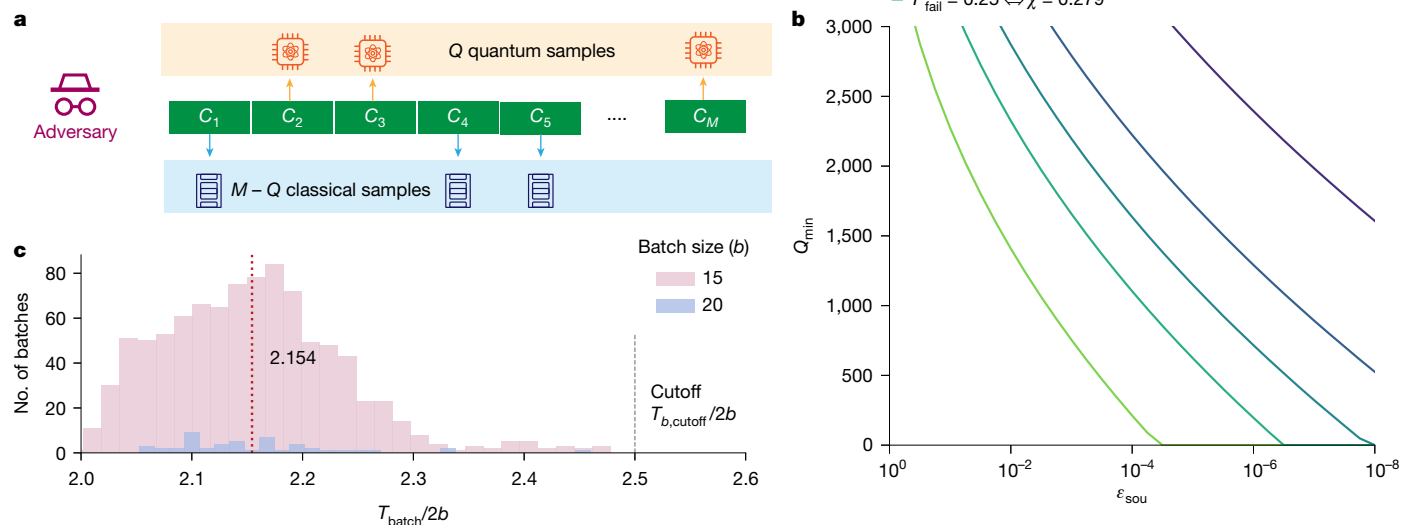 a
Q quantum samples
Adversary
C1 C2 C3 C4 C5 .... CM
M – Q classical samples
b
3,000
2,500
2,000
1,500
1,000
500
0
Qmin
10^0 10^–2 10^–4 10^–6 10^–8
εsou
c
Batch size (b)
15
20
No. of batches
80
60
40
20
0
2.154
Cutoff
Tb,cutoff/2b
2.0 2.1 2.2 2.3 2.4 2.5 2.6
Tbatch/2b